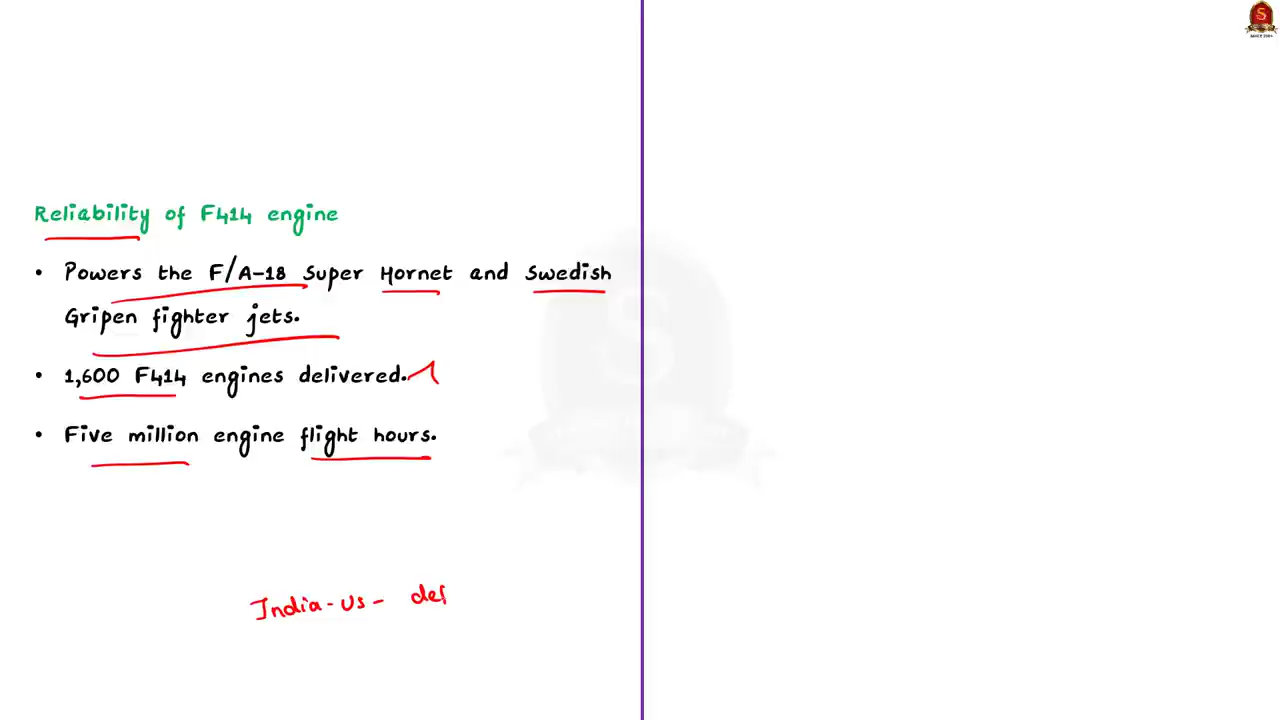 Reliability of F414 engine
• Powers the F/A-18 Super Hornet and Swedish
Gripen fighter jets.
• 1,600 F414 engines delivered.
• Five million engine flight hours.
India-US- def